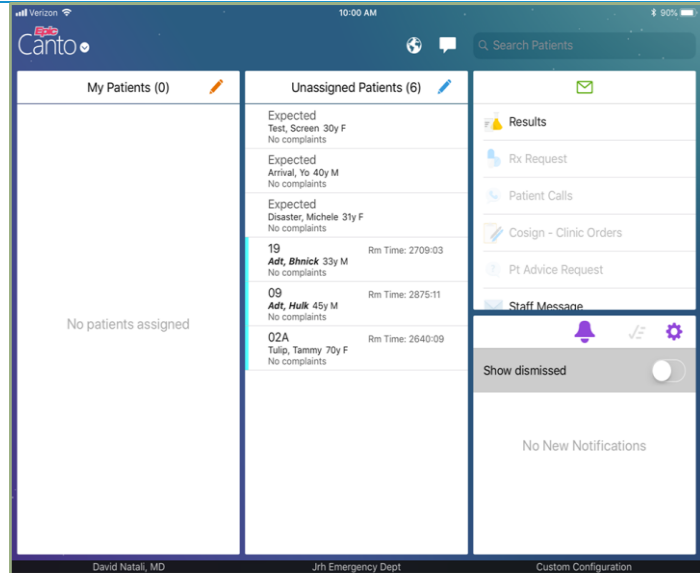 Verizon
10:00 AM
90%
Epic
Canto
Search Patients
My Patients (0)
No patients assigned
David Natali, MD
Unassigned Patients (6)
Expected
Test, Screen 30y F
No complaints
Expected
Arrival, Yo 40y M
No complaints
Expected
Disaster, Michele 31y F
No complaints
19 Rm Time: 2709:03
Adt, Bhnick 33y M
No complaints
09 Rm Time: 2875:11
Adt, Hulk 45y M
No complaints
02A Rm Time: 2640:09
Tulip, Tammy 70y F
No complaints
Jrh Emergency Dept
Results
Rx Request
Patient Calls
Cosign - Clinic Orders
Pt Advice Request
Staff Message
Show dismissed
No New Notifications
Custom Configuration